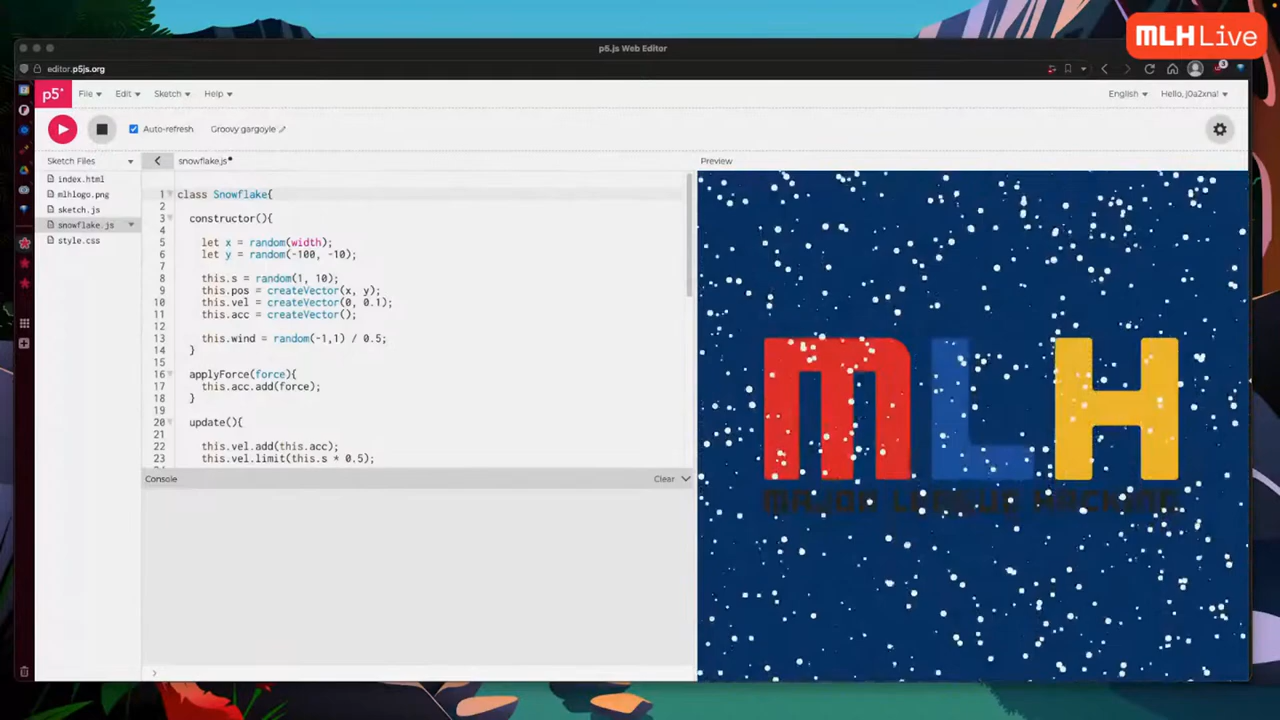 MLH Live
p5.js Web Editor
editor.p5js.org
3
p5* File Edit Sketch Help English Hello, j0a2xna!
Auto-refresh Groovy gargoyle
Sketch Files snowflake.js Preview
index.html
mlhlogo.png
sketch.js
snowflake.js
style.css
1 class Snowflake{
2
3 constructor(){
4
5 let x = random(width);
6 let y = random(-100, -10);
7
8 this.s = random(1, 10);
9 this.pos = createVector(x, y);
10 this.vel = createVector(0, 0.1);
11 this.acc = createVector();
12
13 this.wind = random(-1,1) / 0.5;
14 }
15
16 applyForce(force){
17 this.acc.add(force);
18 }
19
20 update(){
21
22 this.vel.add(this.acc);
23 this.vel.limit(this.s * 0.5);
Console Clear
MLH
MAJOR LEAGUE HACKING